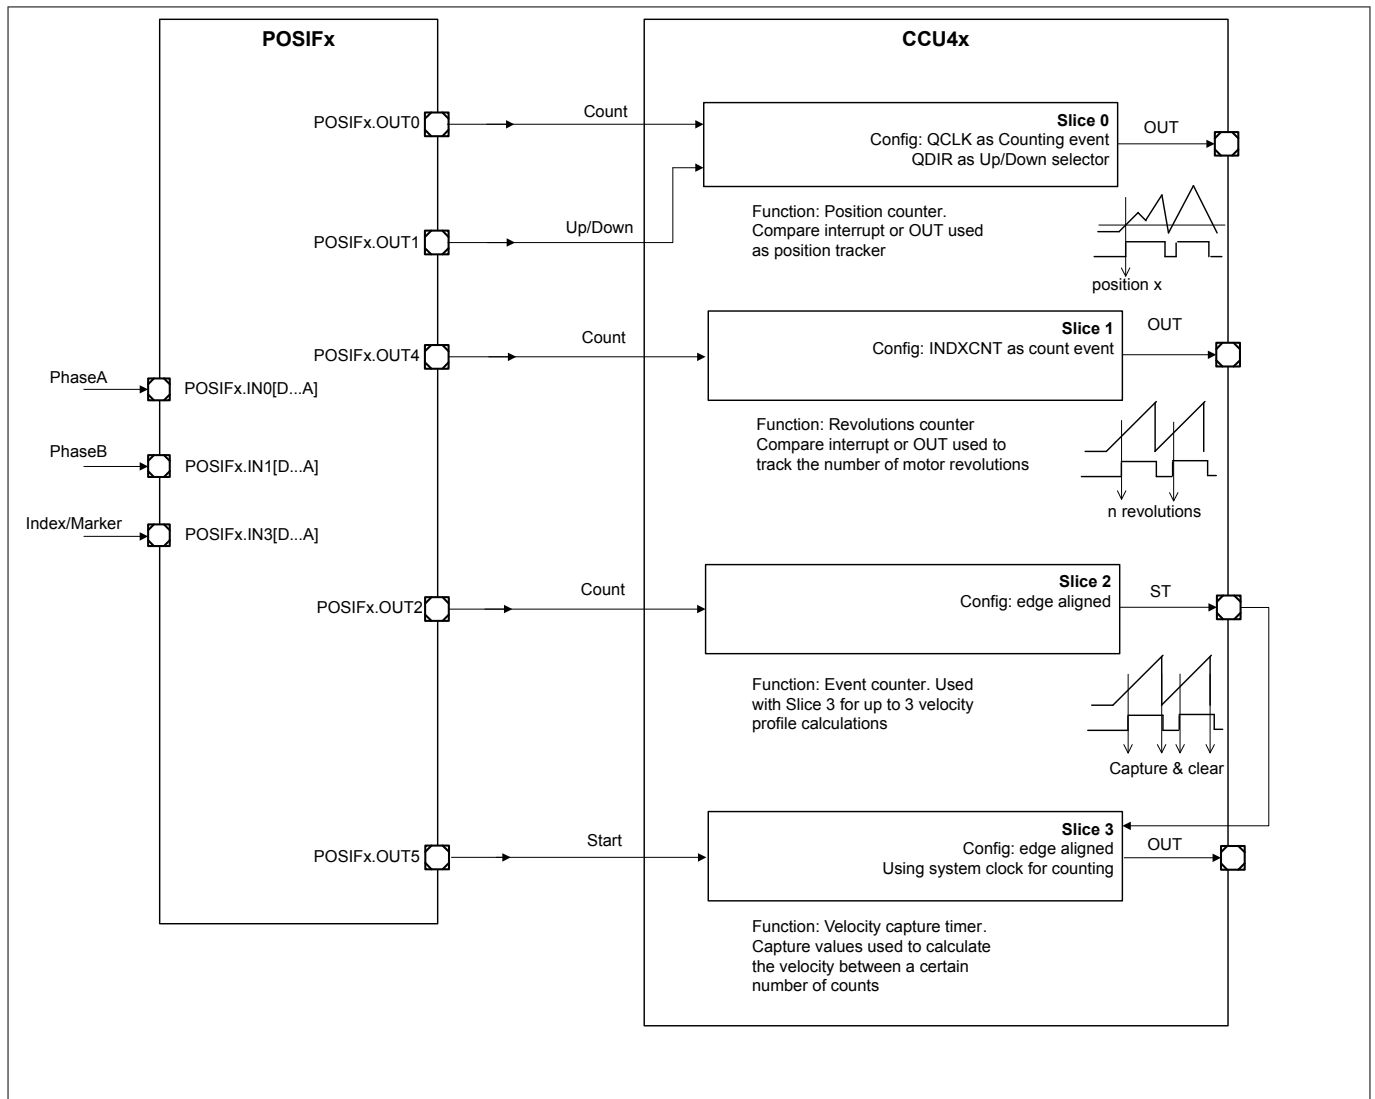 POSIFx
CCU4x
POSIFx.OUT0
Count
Slice 0
Config: QCLK as Counting event
QDIR as Up/Down selector
OUT
POSIFx.OUT1
Up/Down
Function: Position counter.
Compare interrupt or OUT used
as position tracker
position x
POSIFx.OUT4
Count
Slice 1
Config: INDXCNT as count event
OUT
PhaseA
POSIFx.IN0[D...A]
PhaseB
POSIFx.IN1[D...A]
Index/Marker
POSIFx.IN3[D...A]
Function: Revolutions counter
Compare interrupt or OUT used to
track the number of motor revolutions
n revolutions
POSIFx.OUT2
Count
Slice 2
Config: edge aligned
ST
Function: Event counter. Used
with Slice 3 for up to 3 velocity
profile calculations
Capture & clear
POSIFx.OUT5
Start
Slice 3
Config: edge aligned
Using system clock for counting
OUT
Function: Velocity capture timer.
Capture values used to calculate
the velocity between a certain
number of counts